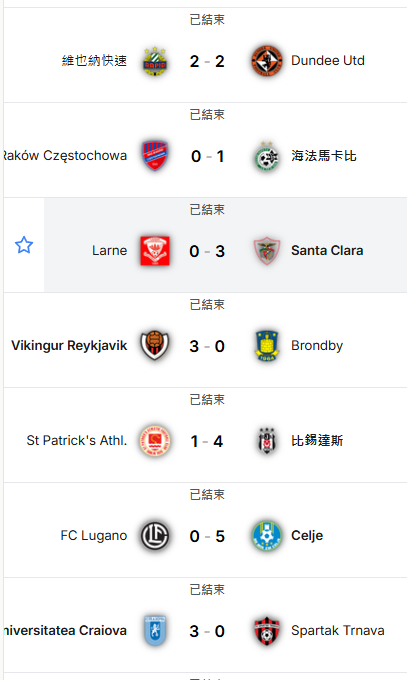 已結束
維也納快速 2 - 2 Dundee Utd
已結束
Raków Częstochowa 0 - 1 海法馬卡比
已結束
Larne 0 - 3 Santa Clara
已結束
Vikingur Reykjavik 3 - 0 Brondby
已結束
St Patrick's Athl. 1 - 4 比錫達斯
已結束
FC Lugano 0 - 5 Celje
已結束
niversitatea Craiova 3 - 0 Spartak Trnava